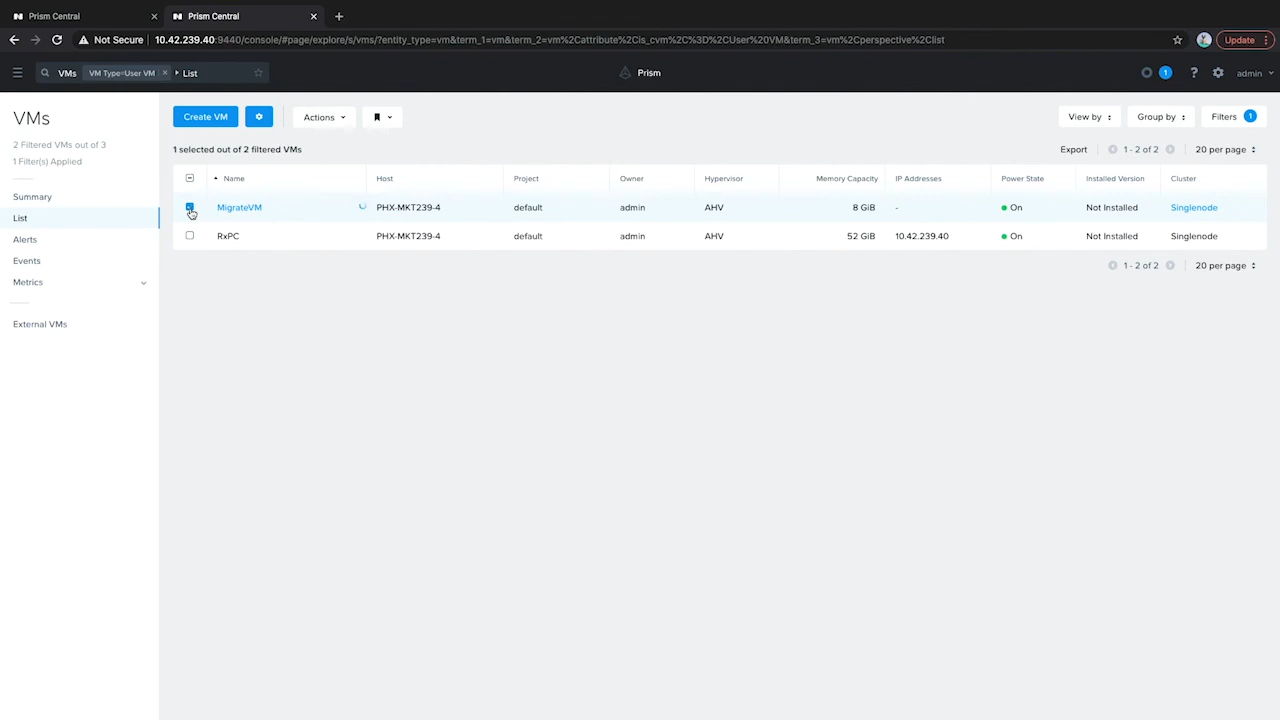 Prism Central
Prism Central
Not Secure 10.42.239.40:9440/console/#page/explore/s/vms/?entity_type=vm&term_1=vm&term_2=vm%2Cattribute%2Cis_cvm%2C%3D%2CUser%20VM&term_3=vm%2Cperspective%2Clist Update
VMs VM Type=User VM List Prism 1 ? admin
VMs
2 Filtered VMs out of 3
1 Filter(s) Applied
Summary
List
Alerts
Events
Metrics
External VMs
Create VM Actions View by Group by Filters 1
1 selected out of 2 filtered VMs Export 1 - 2 of 2 20 per page
Name Host Project Owner Hypervisor Memory Capacity IP Addresses Power State Installed Version Cluster
MigrateVM PHX-MKT239-4 default admin AHV 8 GiB - On Not Installed Singlenode
RxPC PHX-MKT239-4 default admin AHV 52 GiB 10.42.239.40 On Not Installed Singlenode
1 - 2 of 2 20 per page